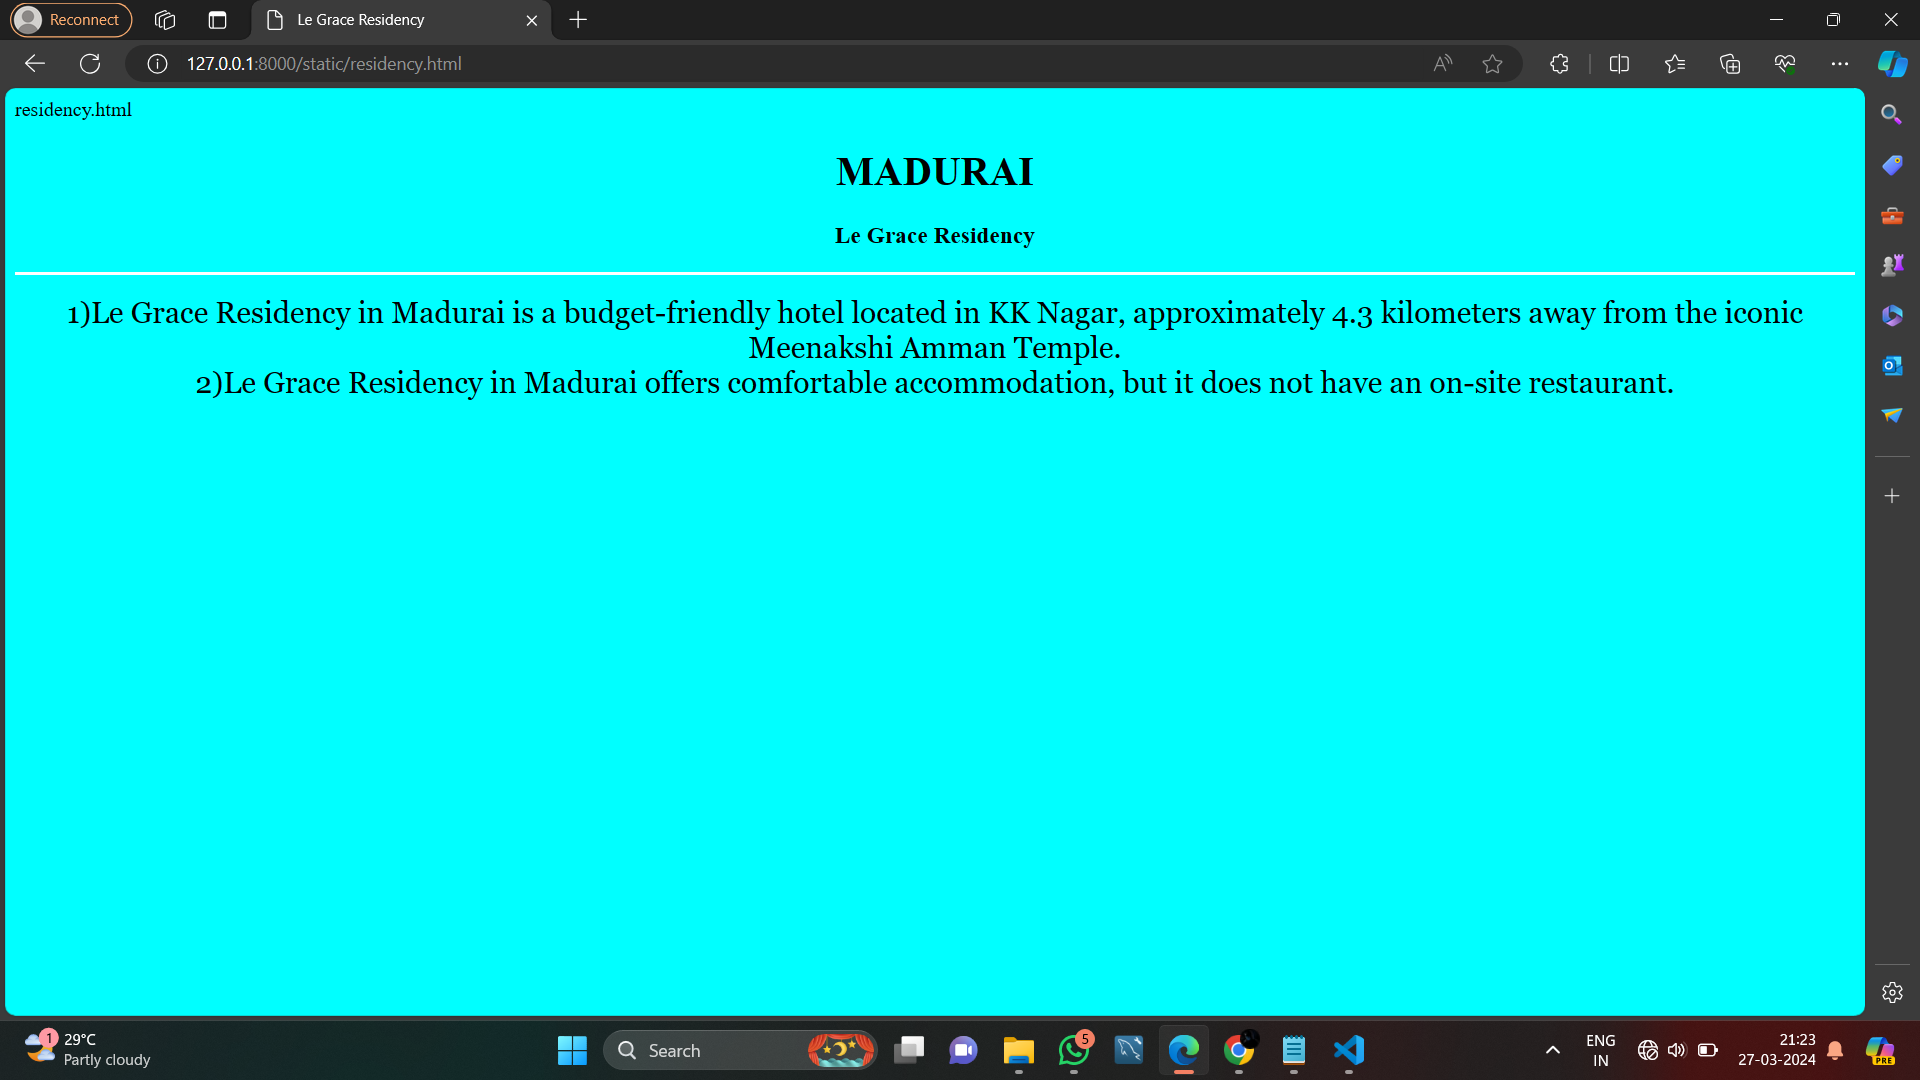 Reconnect
Le Grace Residency
127.0.0.1:8000/static/residency.html
residency.html
MADURAI
Le Grace Residency
1)Le Grace Residency in Madurai is a budget-friendly hotel located in KK Nagar, approximately 4.3 kilometers away from the iconic
Meenakshi Amman Temple.
2)Le Grace Residency in Madurai offers comfortable accommodation, but it does not have an on-site restaurant.
1
29°C
Partly cloudy
Search
5
ENG
IN
21:23
27-03-2024
PRE